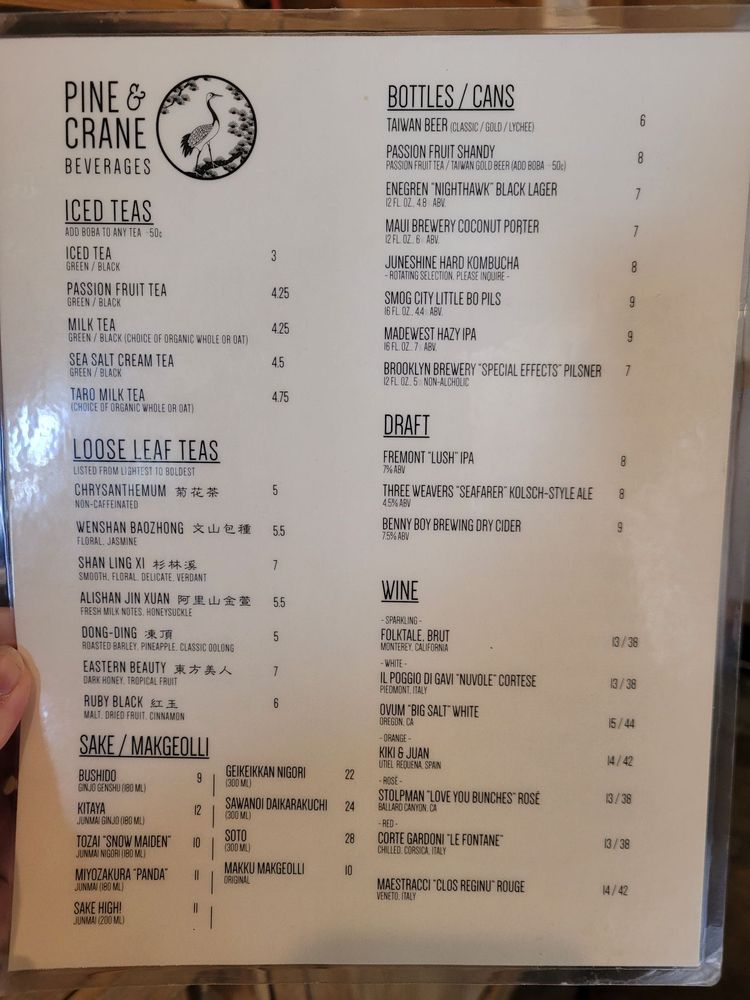 PINE &
CRANE
BEVERAGES
ICED TEAS
ADD BOBA TO ANY TEA - 50¢
ICED TEA 3
GREEN / BLACK
PASSION FRUIT TEA 4.25
GREEN / BLACK
MILK TEA 4.25
GREEN / BLACK (CHOICE OF ORGANIC WHOLE OR OAT)
SEA SALT CREAM TEA 4.5
GREEN / BLACK
TARO MILK TEA 4.75
(CHOICE OF ORGANIC WHOLE OR OAT)
LOOSE LEAF TEAS
LISTED FROM LIGHTEST TO BOLDEST
CHRYSANTHEMUM 菊花茶 5
NON-CAFFEINATED
WENSHAN BAOZHONG 文山包種 5.5
FLORAL, JASMINE
SHAN LING XI 杉林溪 7
SMOOTH, FLORAL, DELICATE, VERDANT
ALISHAN JIN XUAN 阿里山金萱 5.5
FRESH MILK NOTES, HONEYSUCKLE
DONG-DING 凍頂 5
ROASTED BARLEY, PINEAPPLE, CLASSIC OOLONG
EASTERN BEAUTY 東方美人 7
DARK HONEY, TROPICAL FRUIT
RUBY BLACK 紅玉 6
MALT, DRIED FRUIT, CINNAMON
SAKE / MAKGEOLLI
BUSHIDO 9
GINJO GENSHU (180 ML)
KITAYA 12
JUNMAI GINJO (180 ML)
TOZAI "SNOW MAIDEN" 10
JUNMAI NIGORI (180 ML)
MIYOZAKURA "PANDA" 11
JUNMAI (180 ML)
SAKE HIGH! 11
JUNMAI (200 ML)
GEIKEIKKAN NIGORI 22
(300 ML)
SAWANOI DAIKARAKUCHI 24
(300 ML)
SOTO 28
(300 ML)
MAKKU MAKGEOLLI 10
ORIGINAL
BOTTLES / CANS
TAIWAN BEER (CLASSIC / GOLD / LYCHEE) 6
PASSION FRUIT SHANDY 8
PASSION FRUIT TEA / TAIWAN GOLD BEER (ADD BOBA - 50¢)
ENEGREN "NIGHTHAWK" BLACK LAGER 7
12 FL. OZ., 4.8% ABV.
MAUI BREWERY COCONUT PORTER 7
12 FL. OZ., 6% ABV.
JUNESHINE HARD KOMBUCHA 8
- ROTATING SELECTION, PLEASE INQUIRE -
SMOG CITY LITTLE BO PILS 9
16 FL. OZ., 4.4% ABV.
MADEWEST HAZY IPA 9
16 FL. OZ., 7% ABV.
BROOKLYN BREWERY "SPECIAL EFFECTS" PILSNER 7
12 FL. OZ., .5% NON-ALCHOLIC
DRAFT
FREMONT "LUSH" IPA 8
7% ABV
THREE WEAVERS "SEAFARER" KOLSCH-STYLE ALE 8
4.5% ABV
BENNY BOY BREWING DRY CIDER 9
7.5% ABV
WINE
- SPARKLING -
FOLKTALE, BRUT 13 / 38
MONTEREY, CALIFORNIA
- WHITE -
IL POGGIO DI GAVI "NUVOLE" CORTESE 13 / 38
PIEDMONT, ITALY
OVUM "BIG SALT" WHITE 15 / 44
OREGON, CA
- ORANGE -
KIKI & JUAN 14 / 42
UTIEL REQUENA, SPAIN
- ROSE -
STOLPMAN "LOVE YOU BUNCHES" ROSÉ 13 / 38
BALLARD CANYON, CA
- RED -
CORTE GARDONI "LE FONTANE" 13 / 38
CHILLED, CORSICA, ITALY
MAESTRACCI "CLOS REGINU" ROUGE 14 / 42
VENETO, ITALY